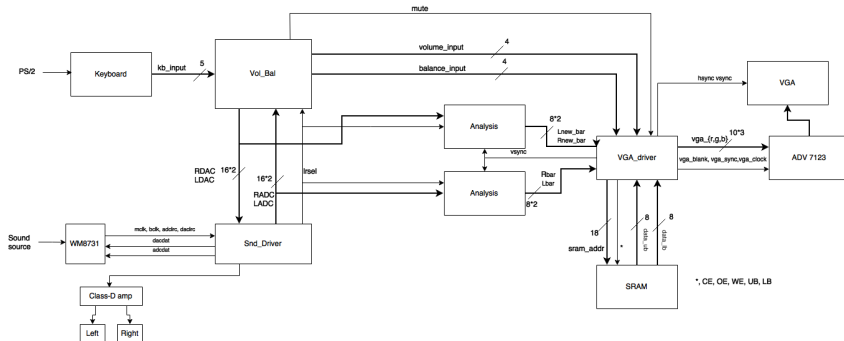 mute
PS/2
Keyboard
kb_input
5
Vol_Bal
volume_input
4
balance_input
4
hsync vsync
VGA
Analysis
8*2
Lnew_bar
Rnew_bar
vsync
VGA_driver
vga_{r,g,b}
10*3
vga_blank, vga_sync,vga_clock
ADV 7123
RDAC
LDAC
16*2
16*2
RADC
LADC
lrsel
Analysis
Rbar
Lbar
8*2
Sound
source
WM8731
mclk, bclk, addrc, dadirc
dacdat
adcdat
Snd_Driver
18
sram_addr
*
8
data_ub
8
data_lb
SRAM
*, CE, OE, WE, UB, LB
Class-D amp
Left
Right